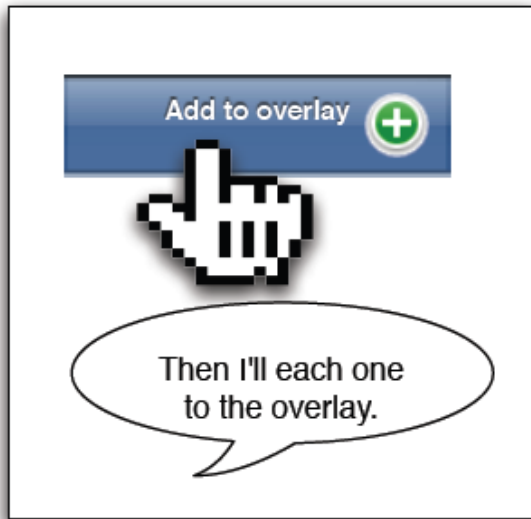 Add to overlay
Then I'll each one
to the overlay.